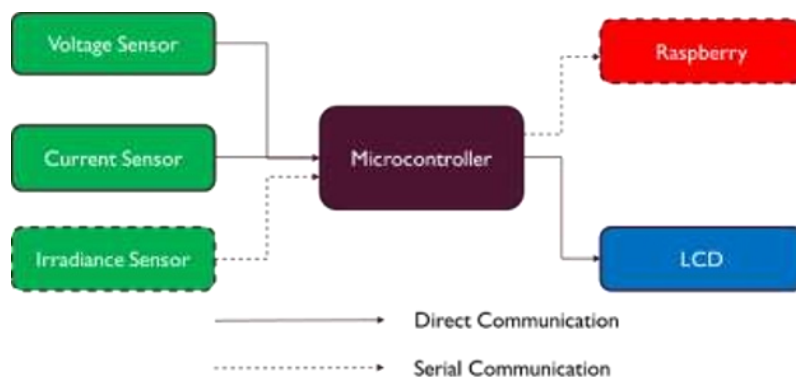 Voltage Sensor
Raspberry
Current Sensor
Microcontroller
Irradiance Sensor
LCD
Direct Communication
Serial Communication